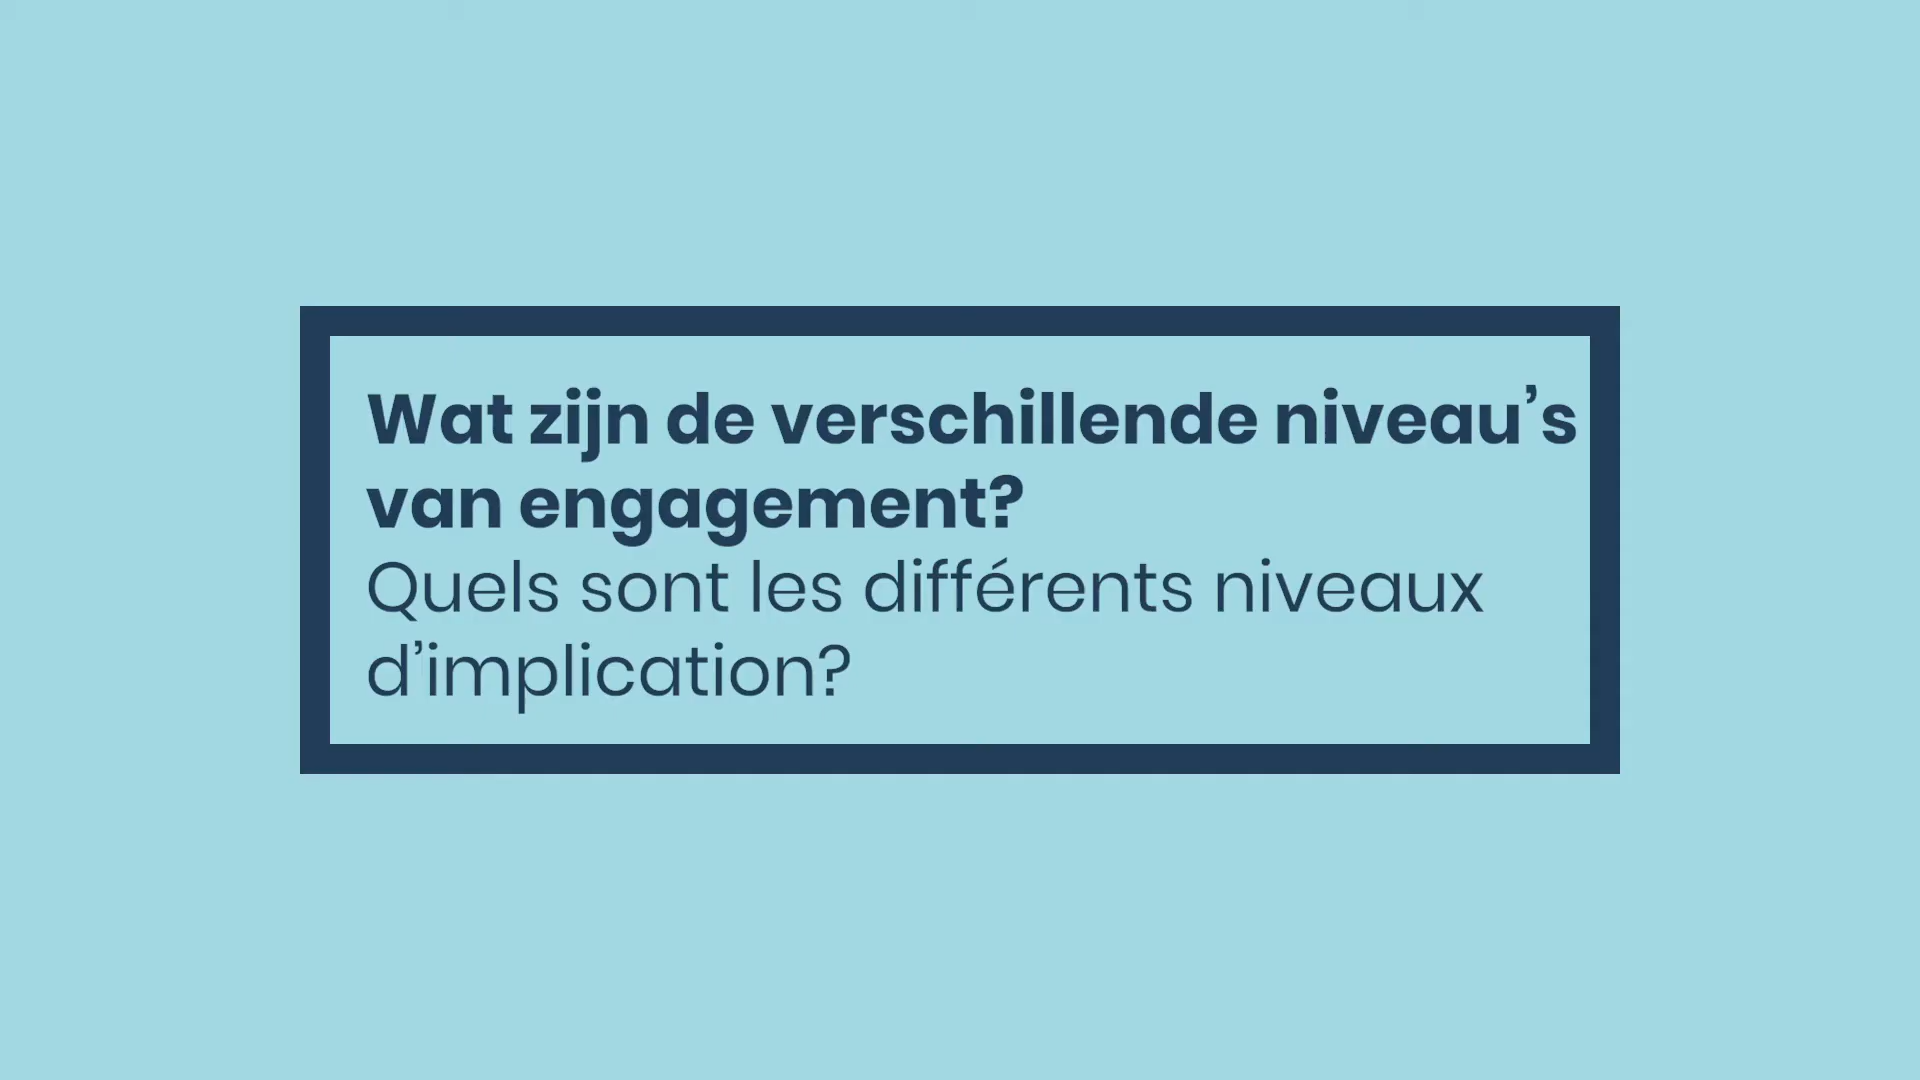 Wat zijn de verschillende niveau’s
van engagement?
Quels sont les différents niveaux
d’implication?